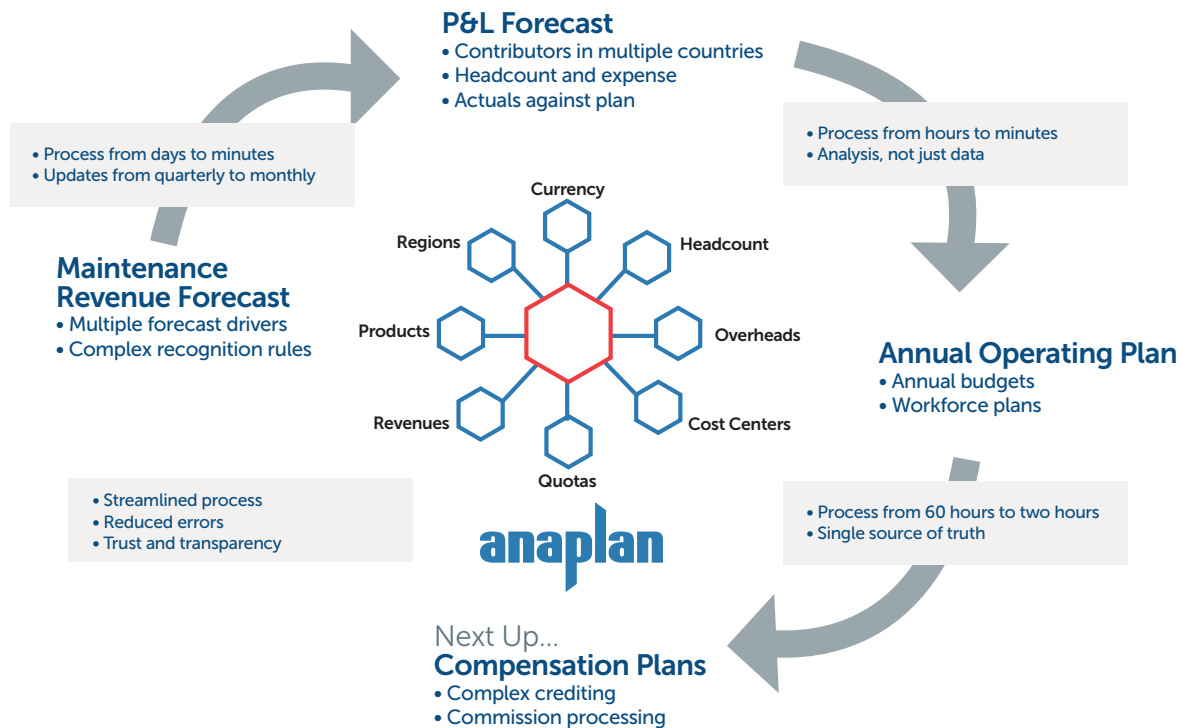 P&L Forecast
• Contributors in multiple countries
• Headcount and expense
• Actuals against plan
• Process from days to minutes
• Updates from quarterly to monthly
• Process from hours to minutes
• Analysis, not just data
Currency
Regions
Headcount
Maintenance
Revenue Forecast
• Multiple forecast drivers
• Complex recognition rules
Products
Overheads
Annual Operating Plan
• Annual budgets
• Workforce plans
Revenues
Cost Centers
Quotas
• Streamlined process
• Reduced errors
• Trust and transparency
anaplan
• Process from 60 hours to two hours
• Single source of truth
Next Up...
Compensation Plans
• Complex crediting
• Commission processing